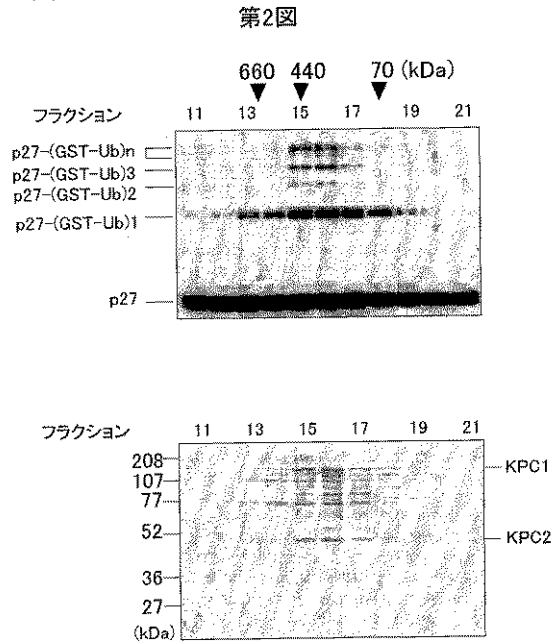 第2図
660 440 70 (kDa)
フラクション 11 13 15 17 19 21
p27-(GST-Ub)n
p27-(GST-Ub)3
p27-(GST-Ub)2
p27-(GST-Ub)1
p27
フラクション 11 13 15 17 19 21
208
107
77
52
36
27
(kDa)
KPC1
KPC2